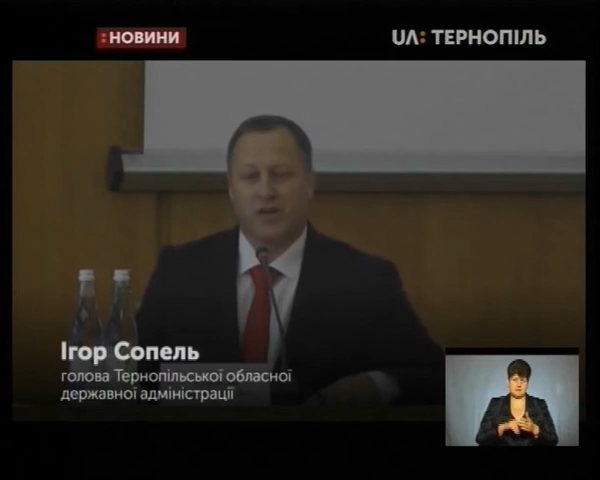 :НОВИНИ
UA: ТЕРНОПІЛЬ
Ігор Сопель
голова Тернопільської обласної
державної адміністрації